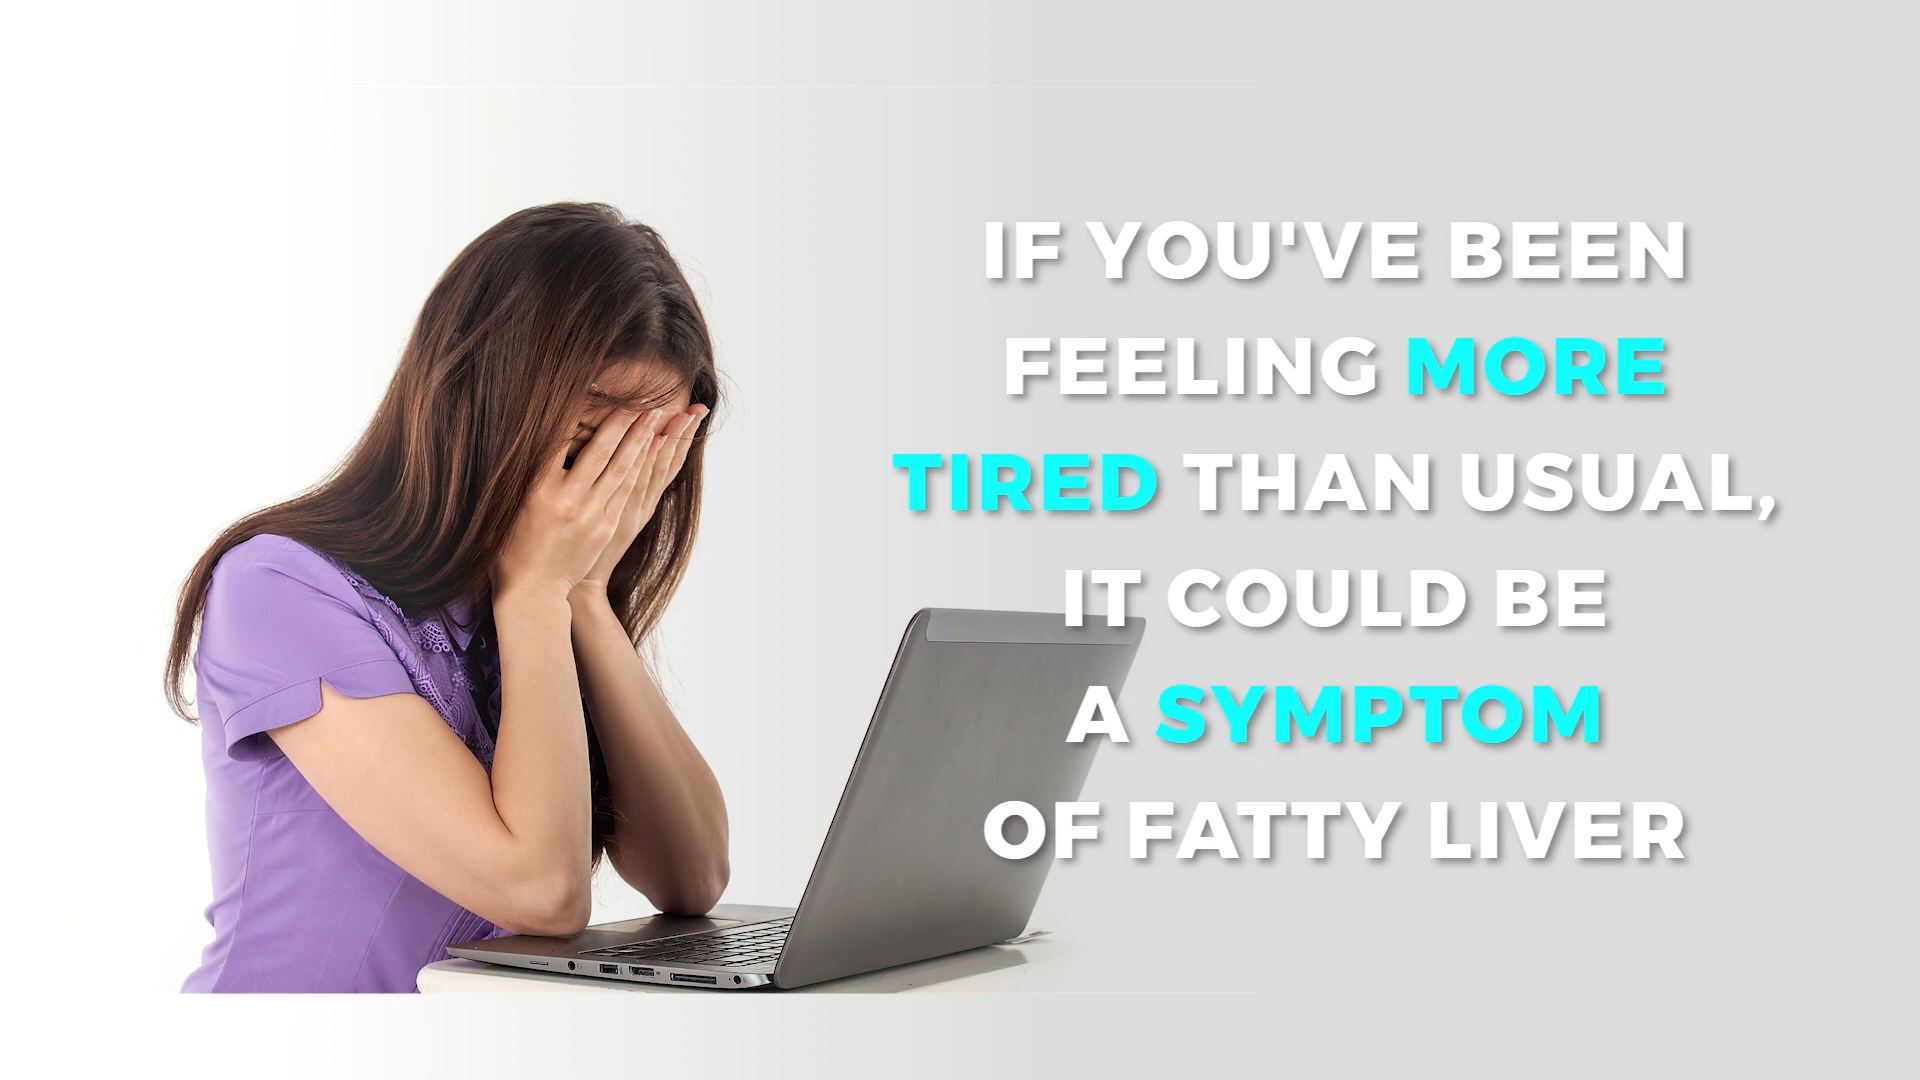 IF YOU'VE BEEN
FEELING MORE
TIRED THAN USUAL,
IT COULD BE
A SYMPTOM
OF FATTY LIVER